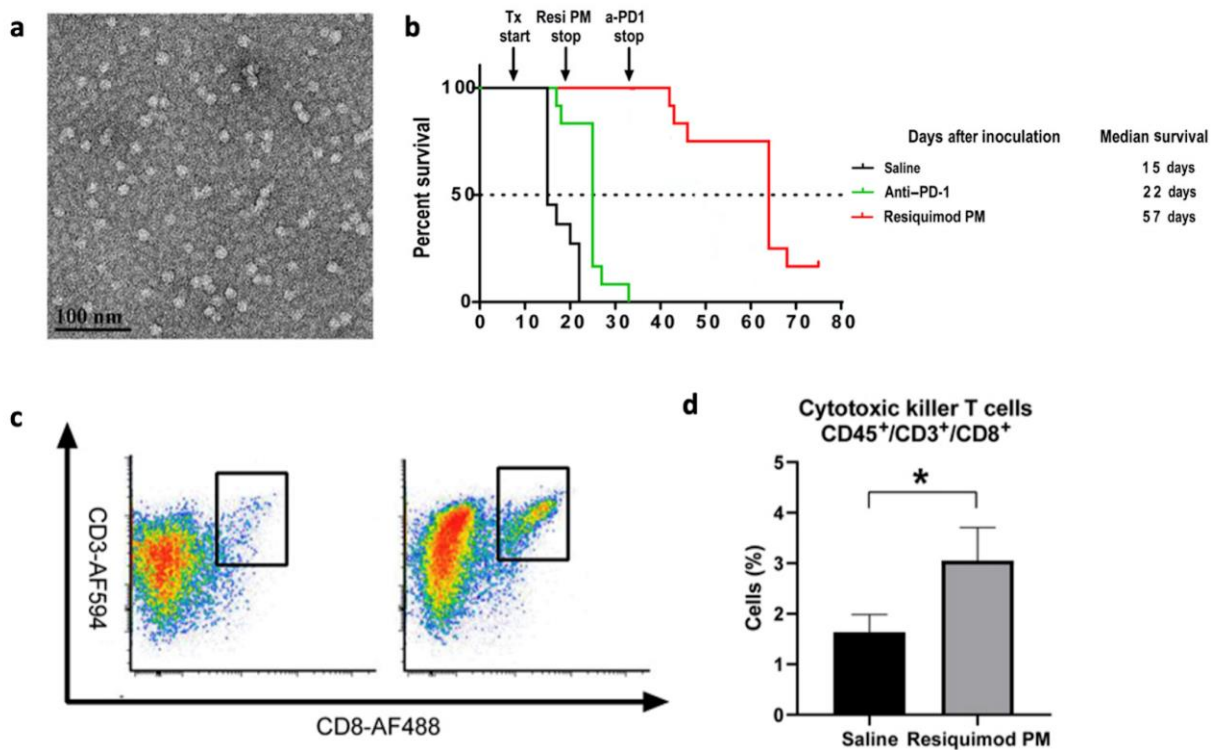 a
100 nm
b
Tx start
Resi PM stop
a-PD1 stop
Percent survival
100
50
0
0 10 20 30 40 50 60 70 80
Days after inoculation Median survival
Saline 15 days
Anti–PD-1 22 days
Resiquimod PM 57 days
c
CD3-AF594
CD8-AF488
d
Cytotoxic killer T cells
CD45⁺/CD3⁺/CD8⁺
*
Cells (%)
5
4
3
2
1
0
Saline Resiquimod PM